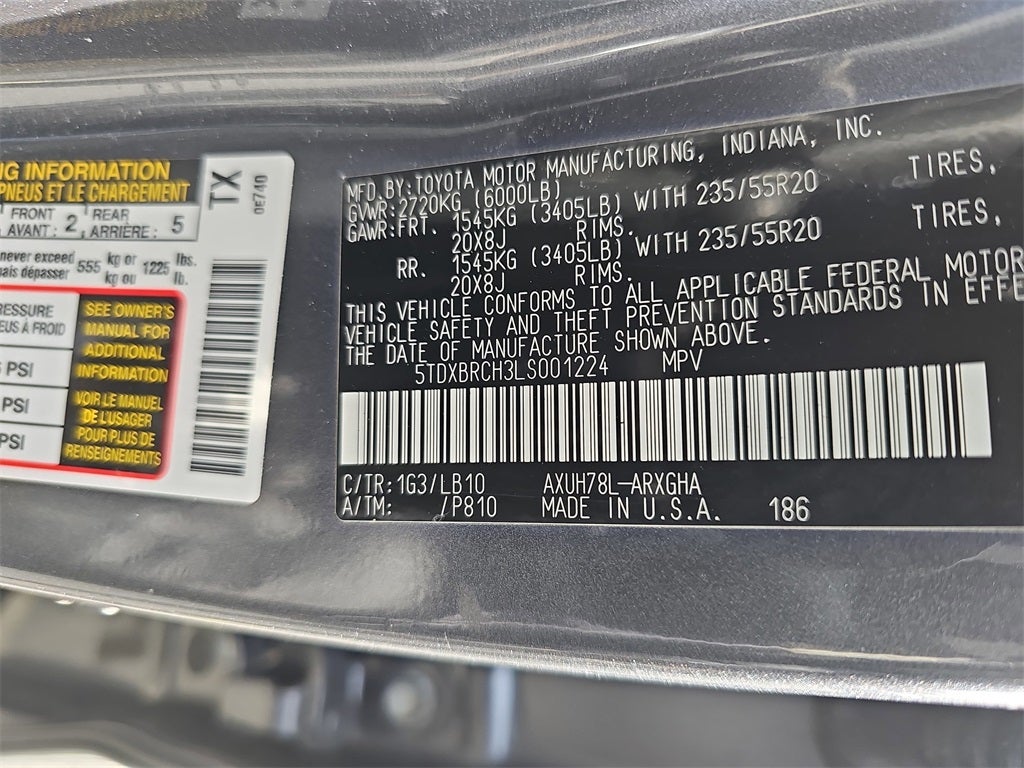 NG INFORMATION
PNEUS ET LE CHARGEMENT
FRONT 2 REAR 5
AVANT: , ARRIÈRE:
never exceed 555 kg or 1225 lbs.
mais dépasser kg ou lb.
RESSURE
EUS À FROID
PSI
PSI
PSI
SEE OWNER'S
MANUAL FOR
ADDITIONAL
INFORMATION
VOIR LE MANUEL
DE L'USAGER
POUR PLUS DE
RENSEIGNEMENTS
TX
0E740
MFD. BY: TOYOTA MOTOR MANUFACTURING, INDIANA, INC.
GVWR: 2720KG (6000LB)
GAWR: FRT. 1545KG (3405LB) WITH 235/55R20 TIRES,
20X8J RIMS.
RR. 1545KG (3405LB) WITH 235/55R20 TIRES,
20X8J RIMS.
THIS VEHICLE CONFORMS TO ALL APPLICABLE FEDERAL MOTOR
VEHICLE SAFETY AND THEFT PREVENTION STANDARDS IN EFFE
THE DATE OF MANUFACTURE SHOWN ABOVE.
5TDXBRCH3LS001224 MPV
C/TR: 1G3/LB10 AXUH78L-ARXGHA
A/TM: /P810 MADE IN U.S.A. 186